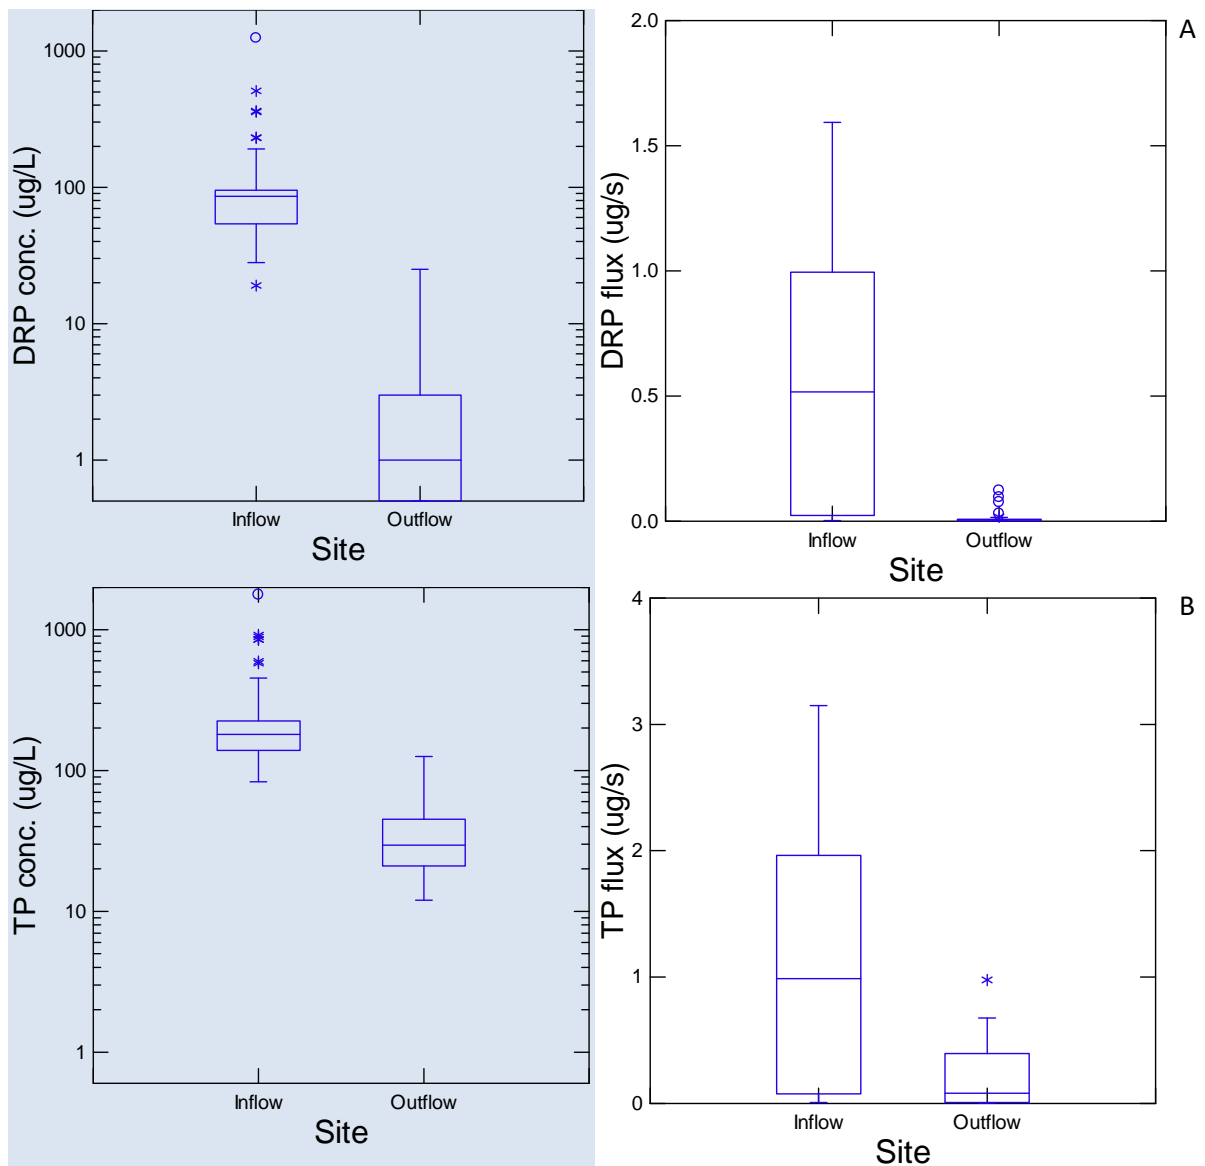 DRP conc. (ug/L)
1000
100
10
1
Inflow Outflow
Site
A
DRP flux (ug/s)
2.0
1.5
1.0
0.5
0.0
Inflow Outflow
Site
TP conc. (ug/L)
1000
100
10
1
Inflow Outflow
Site
B
TP flux (ug/s)
4
3
2
1
0
Inflow Outflow
Site